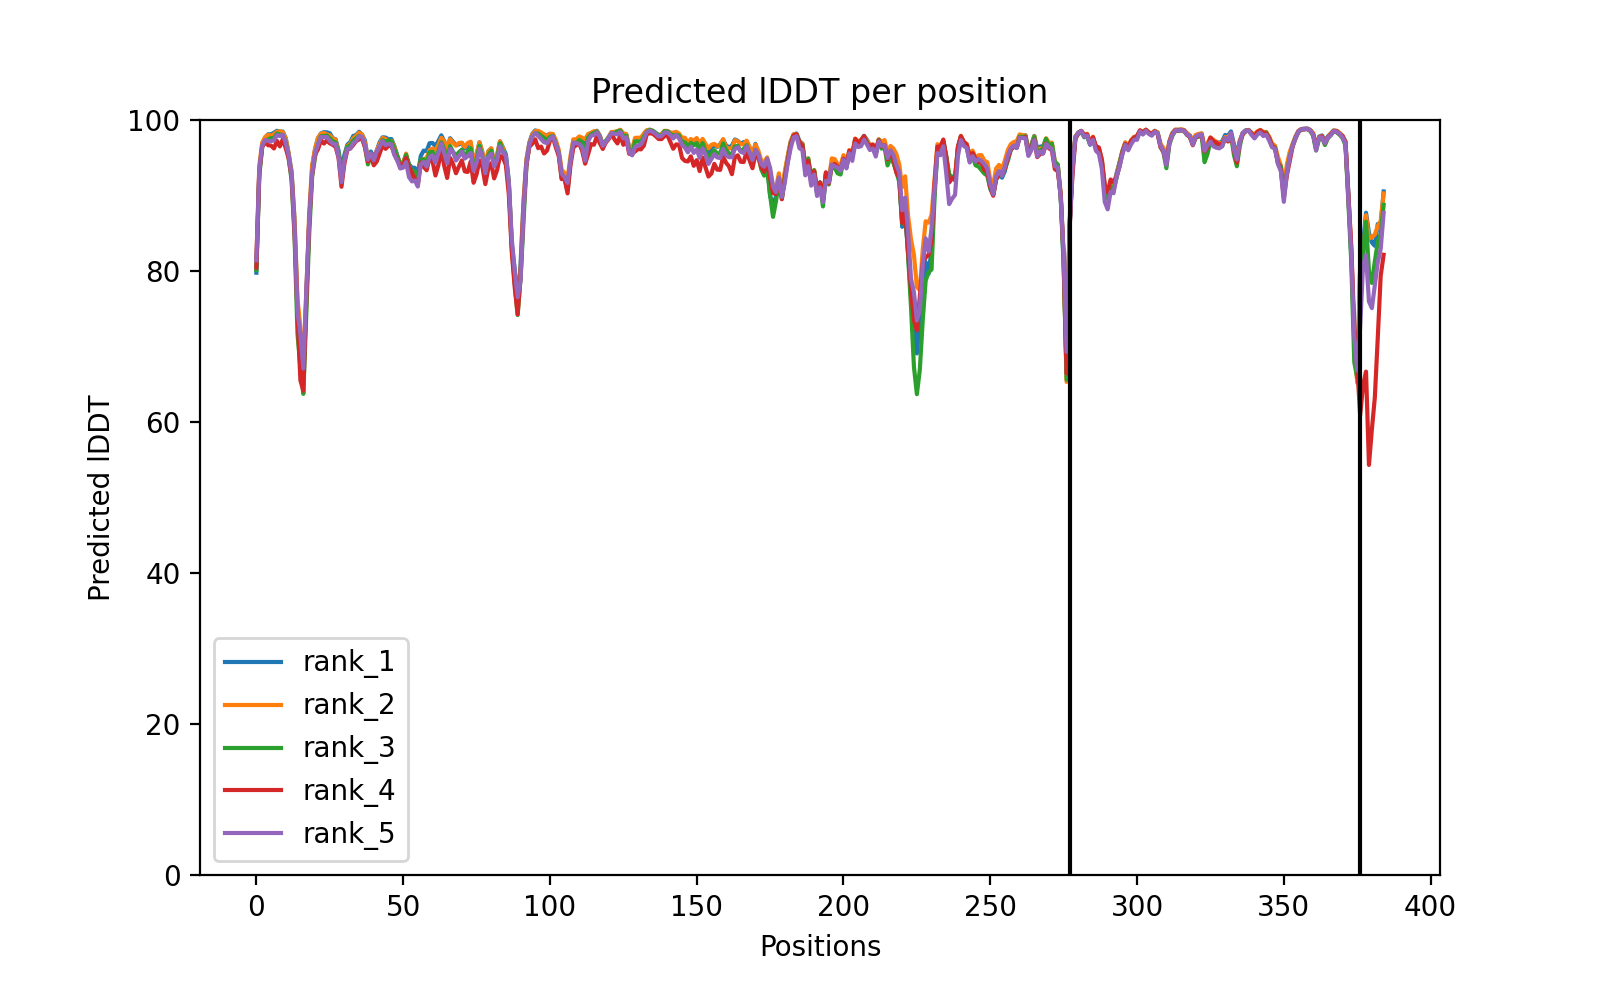 Predicted lDDT per position
Predicted lDDT
100
80
60
40
20
0
rank_1
rank_2
rank_3
rank_4
rank_5
0 50 100 150 200 250 300 350 400
Positions